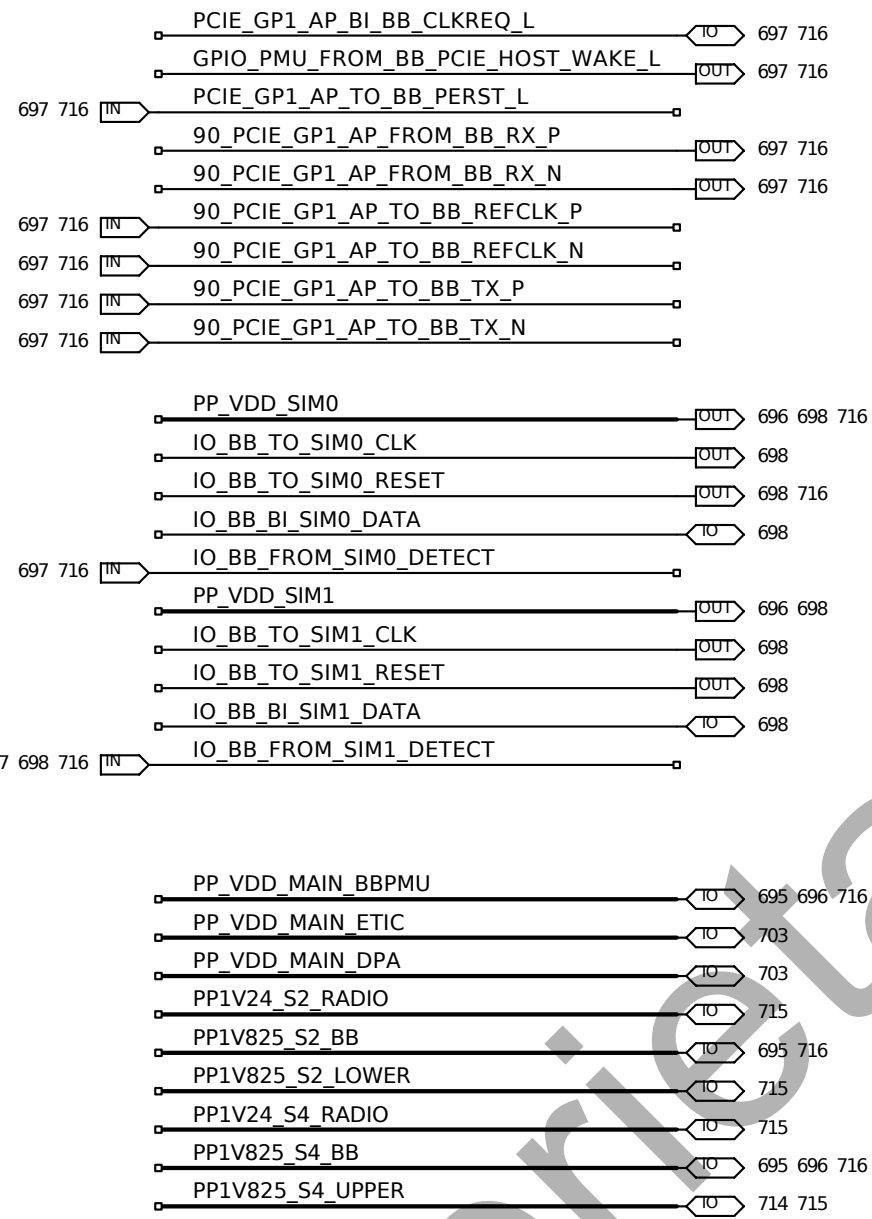 PCIE_GP1_AP_BI_BB_CLKREQ_L IO 697 716
GPIO_PMU_FROM_BB_PCIE_HOST_WAKE_L OUT 697 716
697 716 IN PCIE_GP1_AP_TO_BB_PERST_L
90_PCIE_GP1_AP_FROM_BB_RX_P OUT 697 716
90_PCIE_GP1_AP_FROM_BB_RX_N OUT 697 716
697 716 IN 90_PCIE_GP1_AP_TO_BB_REFCLK_P
697 716 IN 90_PCIE_GP1_AP_TO_BB_REFCLK_N
697 716 IN 90_PCIE_GP1_AP_TO_BB_TX_P
697 716 IN 90_PCIE_GP1_AP_TO_BB_TX_N
PP_VDD_SIM0 OUT 696 698 716
IO_BB_TO_SIM0_CLK OUT 698
IO_BB_TO_SIM0_RESET OUT 698 716
IO_BB_BI_SIM0_DATA IO 698
697 716 IN IO_BB_FROM_SIM0_DETECT
PP_VDD_SIM1 OUT 696 698
IO_BB_TO_SIM1_CLK OUT 698
IO_BB_TO_SIM1_RESET OUT 698
IO_BB_BI_SIM1_DATA IO 698
7 698 716 IN IO_BB_FROM_SIM1_DETECT
PP_VDD_MAIN_BBPMU IO 695 696 716
PP_VDD_MAIN_ETIC IO 703
PP_VDD_MAIN_DPA IO 703
PP1V24_S2_RADIO IO 715
PP1V825_S2_BB IO 695 716
PP1V825_S2_LOWER IO 715
PP1V24_S4_RADIO IO 715
PP1V825_S4_BB IO 695 696 716
PP1V825_S4_UPPER IO 714 715